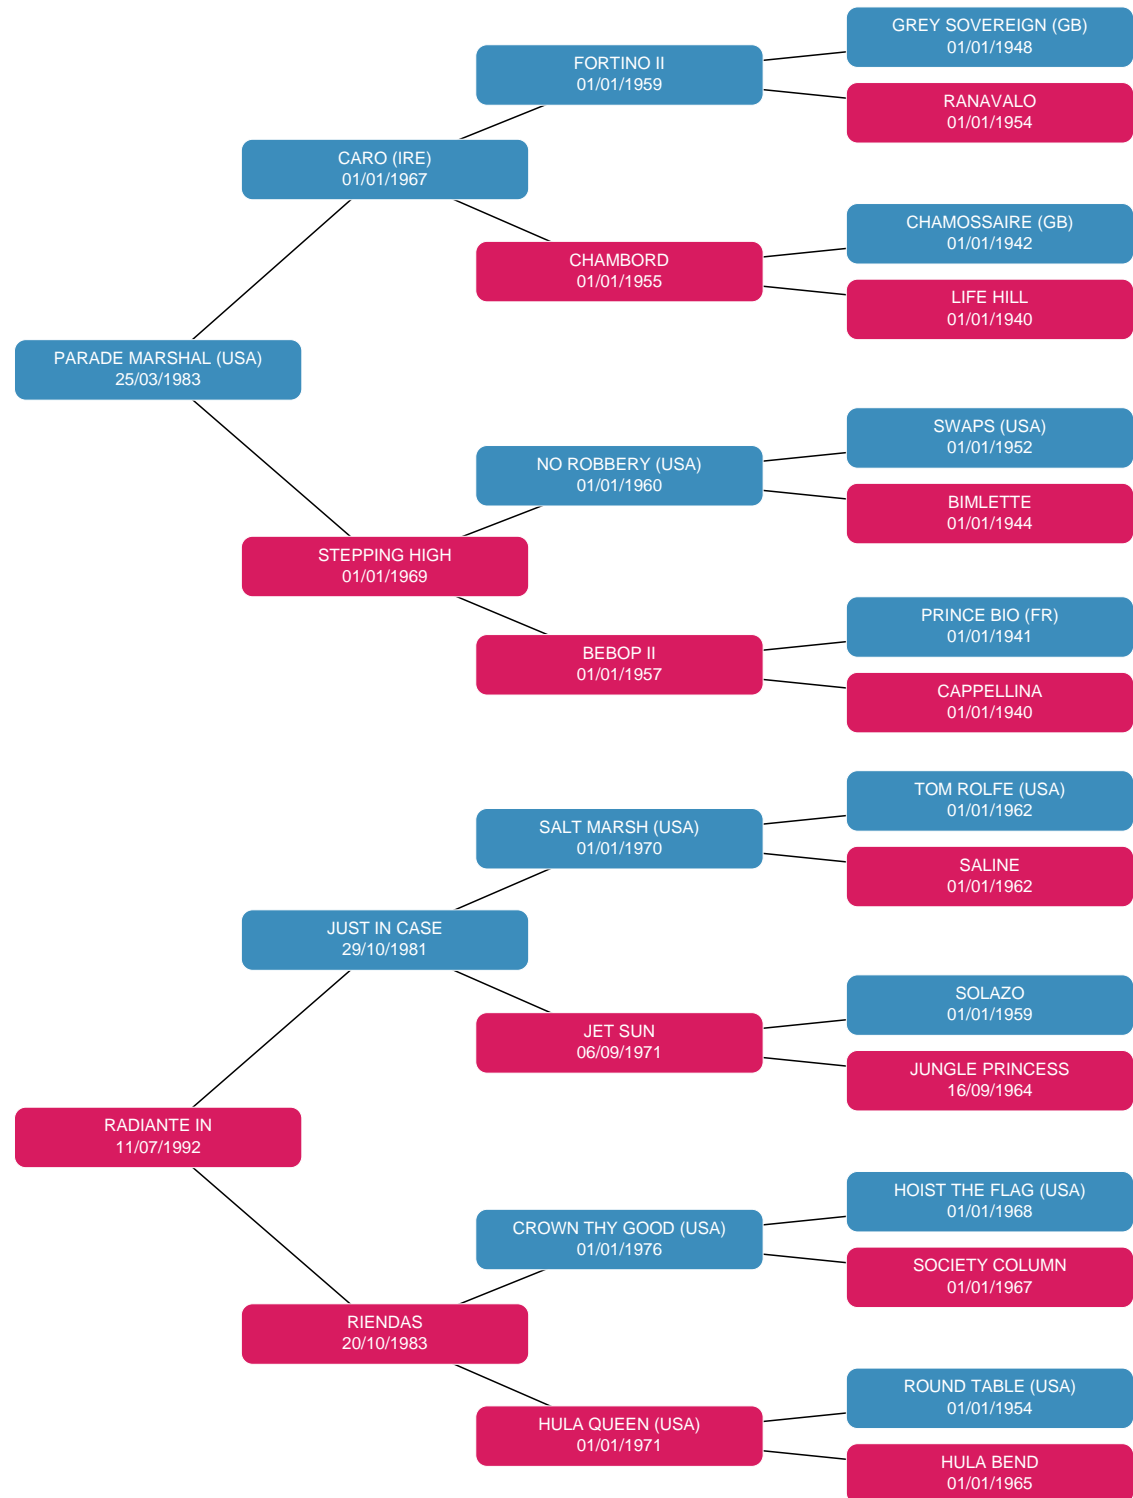 GREY SOVEREIGN (GB)
01/01/1948
FORTINO II
01/01/1959
RANAVALO
01/01/1954
CARO (IRE)
01/01/1967
CHAMOSSAIRE (GB)
01/01/1942
CHAMBORD
01/01/1955
LIFE HILL
01/01/1940
PARADE MARSHAL (USA)
25/03/1983
SWAPS (USA)
01/01/1952
NO ROBBERY (USA)
01/01/1960
BIMLETTE
01/01/1944
STEPPING HIGH
01/01/1969
PRINCE BIO (FR)
01/01/1941
BEBOP II
01/01/1957
CAPPELLINA
01/01/1940
TOM ROLFE (USA)
01/01/1962
SALT MARSH (USA)
01/01/1970
SALINE
01/01/1962
JUST IN CASE
29/10/1981
SOLAZO
01/01/1959
JET SUN
06/09/1971
JUNGLE PRINCESS
16/09/1964
RADIANTE IN
11/07/1992
HOIST THE FLAG (USA)
01/01/1968
CROWN THY GOOD (USA)
01/01/1976
SOCIETY COLUMN
01/01/1967
RIENDAS
20/10/1983
ROUND TABLE (USA)
01/01/1954
HULA QUEEN (USA)
01/01/1971
HULA BEND
01/01/1965